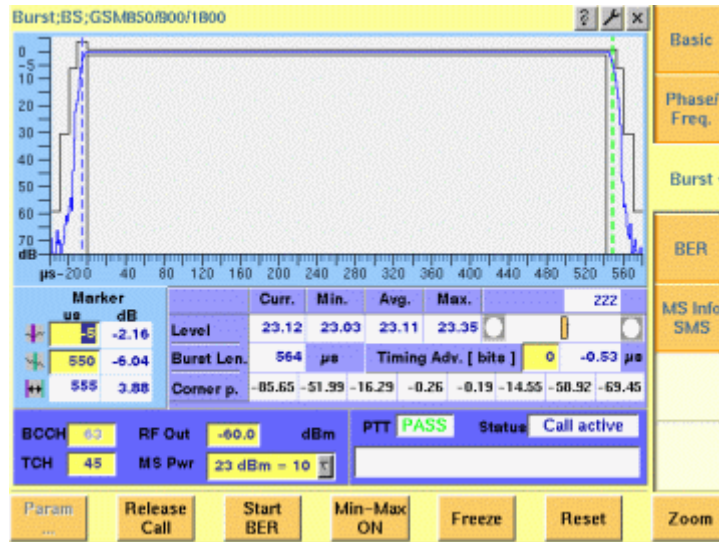 Burst;BS;GSM850/900/1800 ? ×
Basic
Phase/
Freq.
Burst
BER
MS Info
SMS
0
-5
10
20
30
40
50
60
70
dB
µs-20 0 40 80 120 160 200 240 280 320 360 400 440 480 520 560
Marker
us dB
-5 -2.16
550 -6.04
555 3.88
Curr. Min. Avg. Max. 222
Level 23.12 23.03 23.11 23.35
Burst Len. 564 µs Timing Adv. [ bits ] 0 -0.53 µs
Corner p. -85.65 -51.99 -16.29 -0.26 -0.19 -14.55 -50.92 -69.45
BCCH 63 RF Out -60.0 dBm PTT PASS Status Call active
TCH 45 MS Pwr 23 dBm = 10
Param
...
Release
Call
Start
BER
Min-Max
ON
Freeze
Reset
Zoom